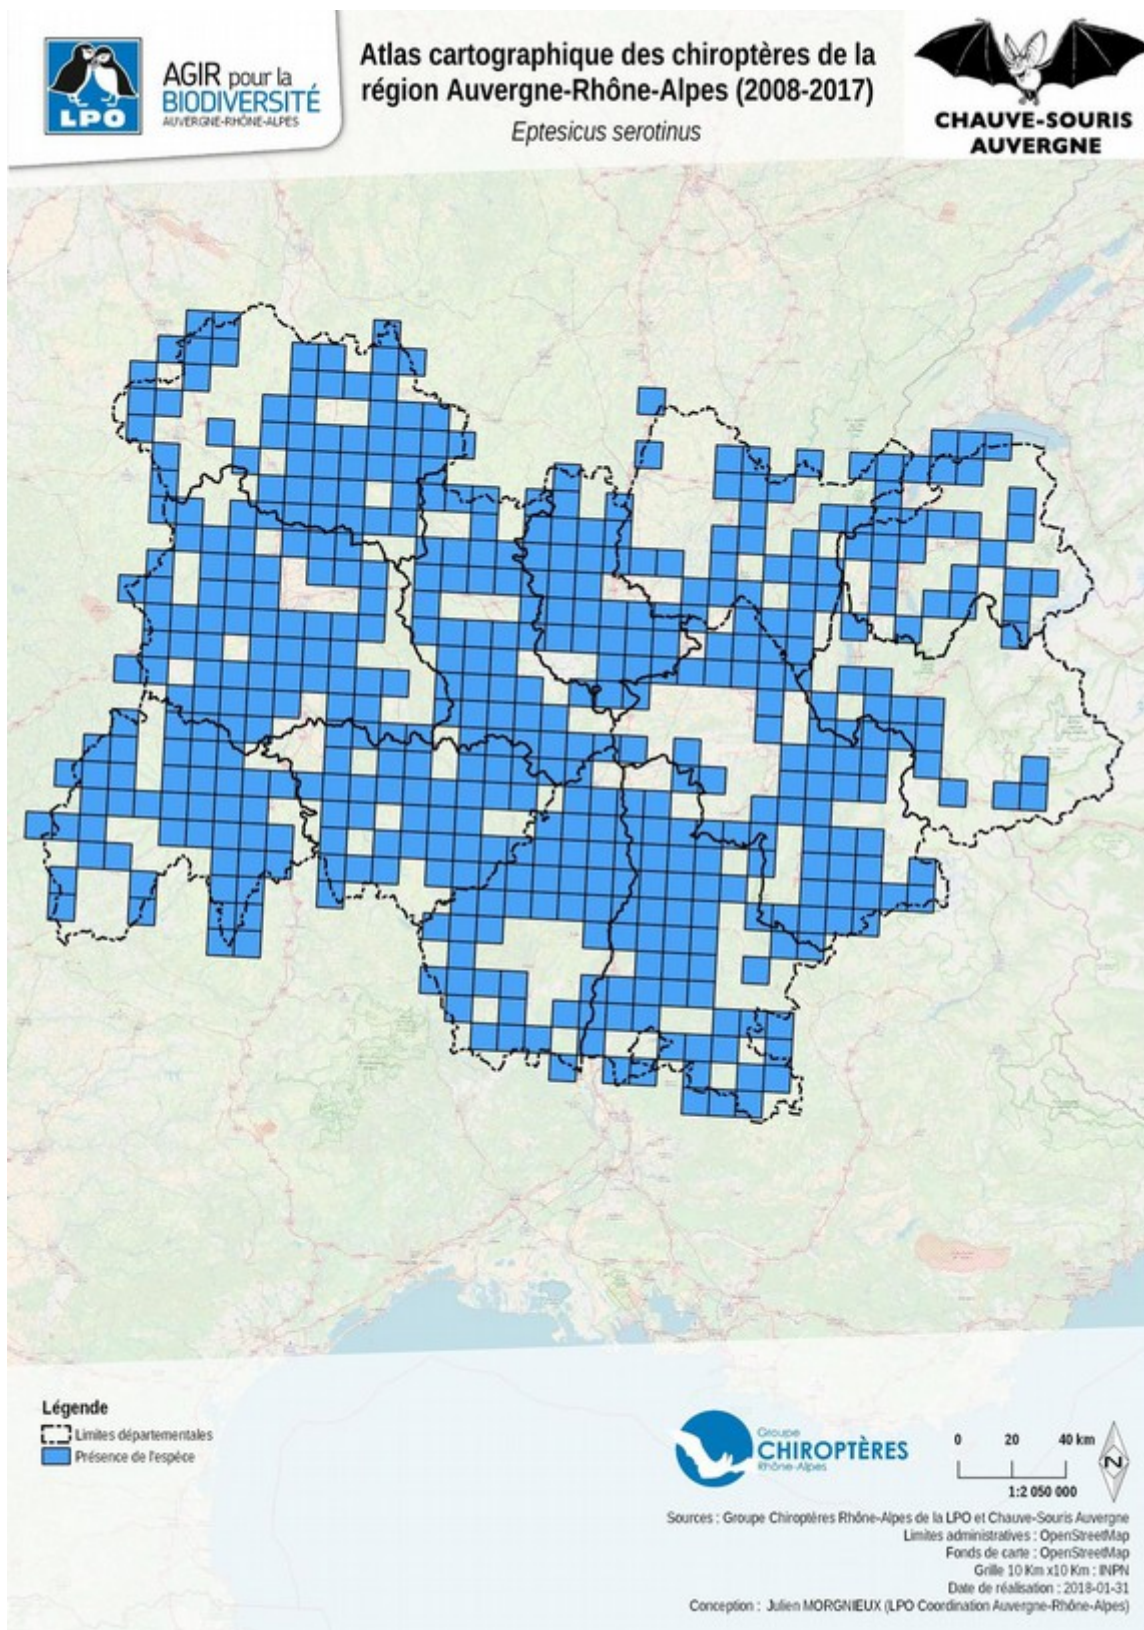 LPO
AGIR pour la
BIODIVERSITÉ
AUVERGNE-RHÔNE-ALPES
Atlas cartographique des chiroptères de la
région Auvergne-Rhône-Alpes (2008-2017)
Eptesicus serotinus
CHAUVE-SOURIS
AUVERGNE
Légende
Limites départementales
Présence de l'espèce
Groupe
CHIROPTÈRES
Rhône-Alpes
0 20 40 km
1:2 050 000
N
Sources : Groupe Chiroptères Rhône-Alpes de la LPO et Chauve-Souris Auvergne
Limites administratives : OpenStreetMap
Fonds de carte : OpenStreetMap
Grille 10 Km x10 Km : INPN
Date de réalisation : 2018-01-31
Conception : Julien MORGNIEUX (LPO Coordination Auvergne-Rhône-Alpes)